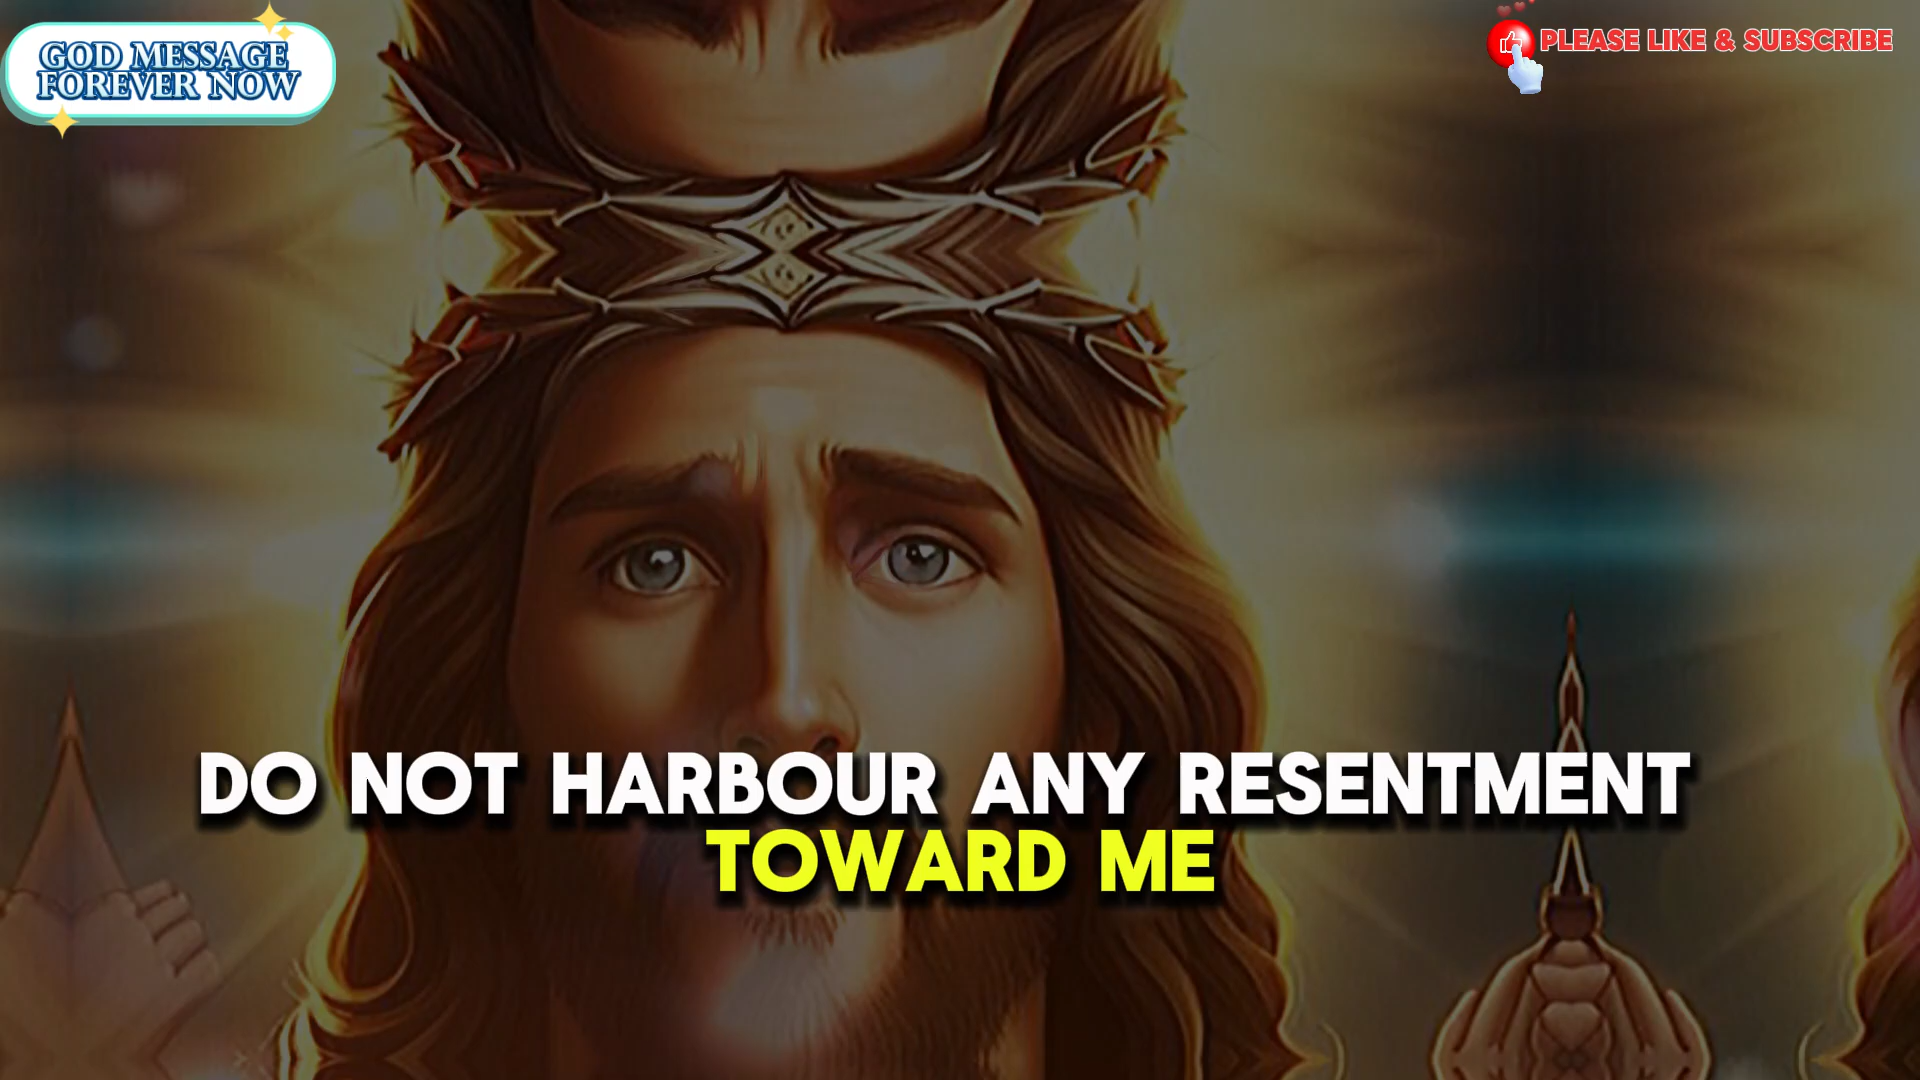 GOD MESSAGE
FOREVER NOW
PLEASE LIKE & SUBSCRIBE
DO NOT HARBOUR ANY RESENTMENT
TOWARD ME